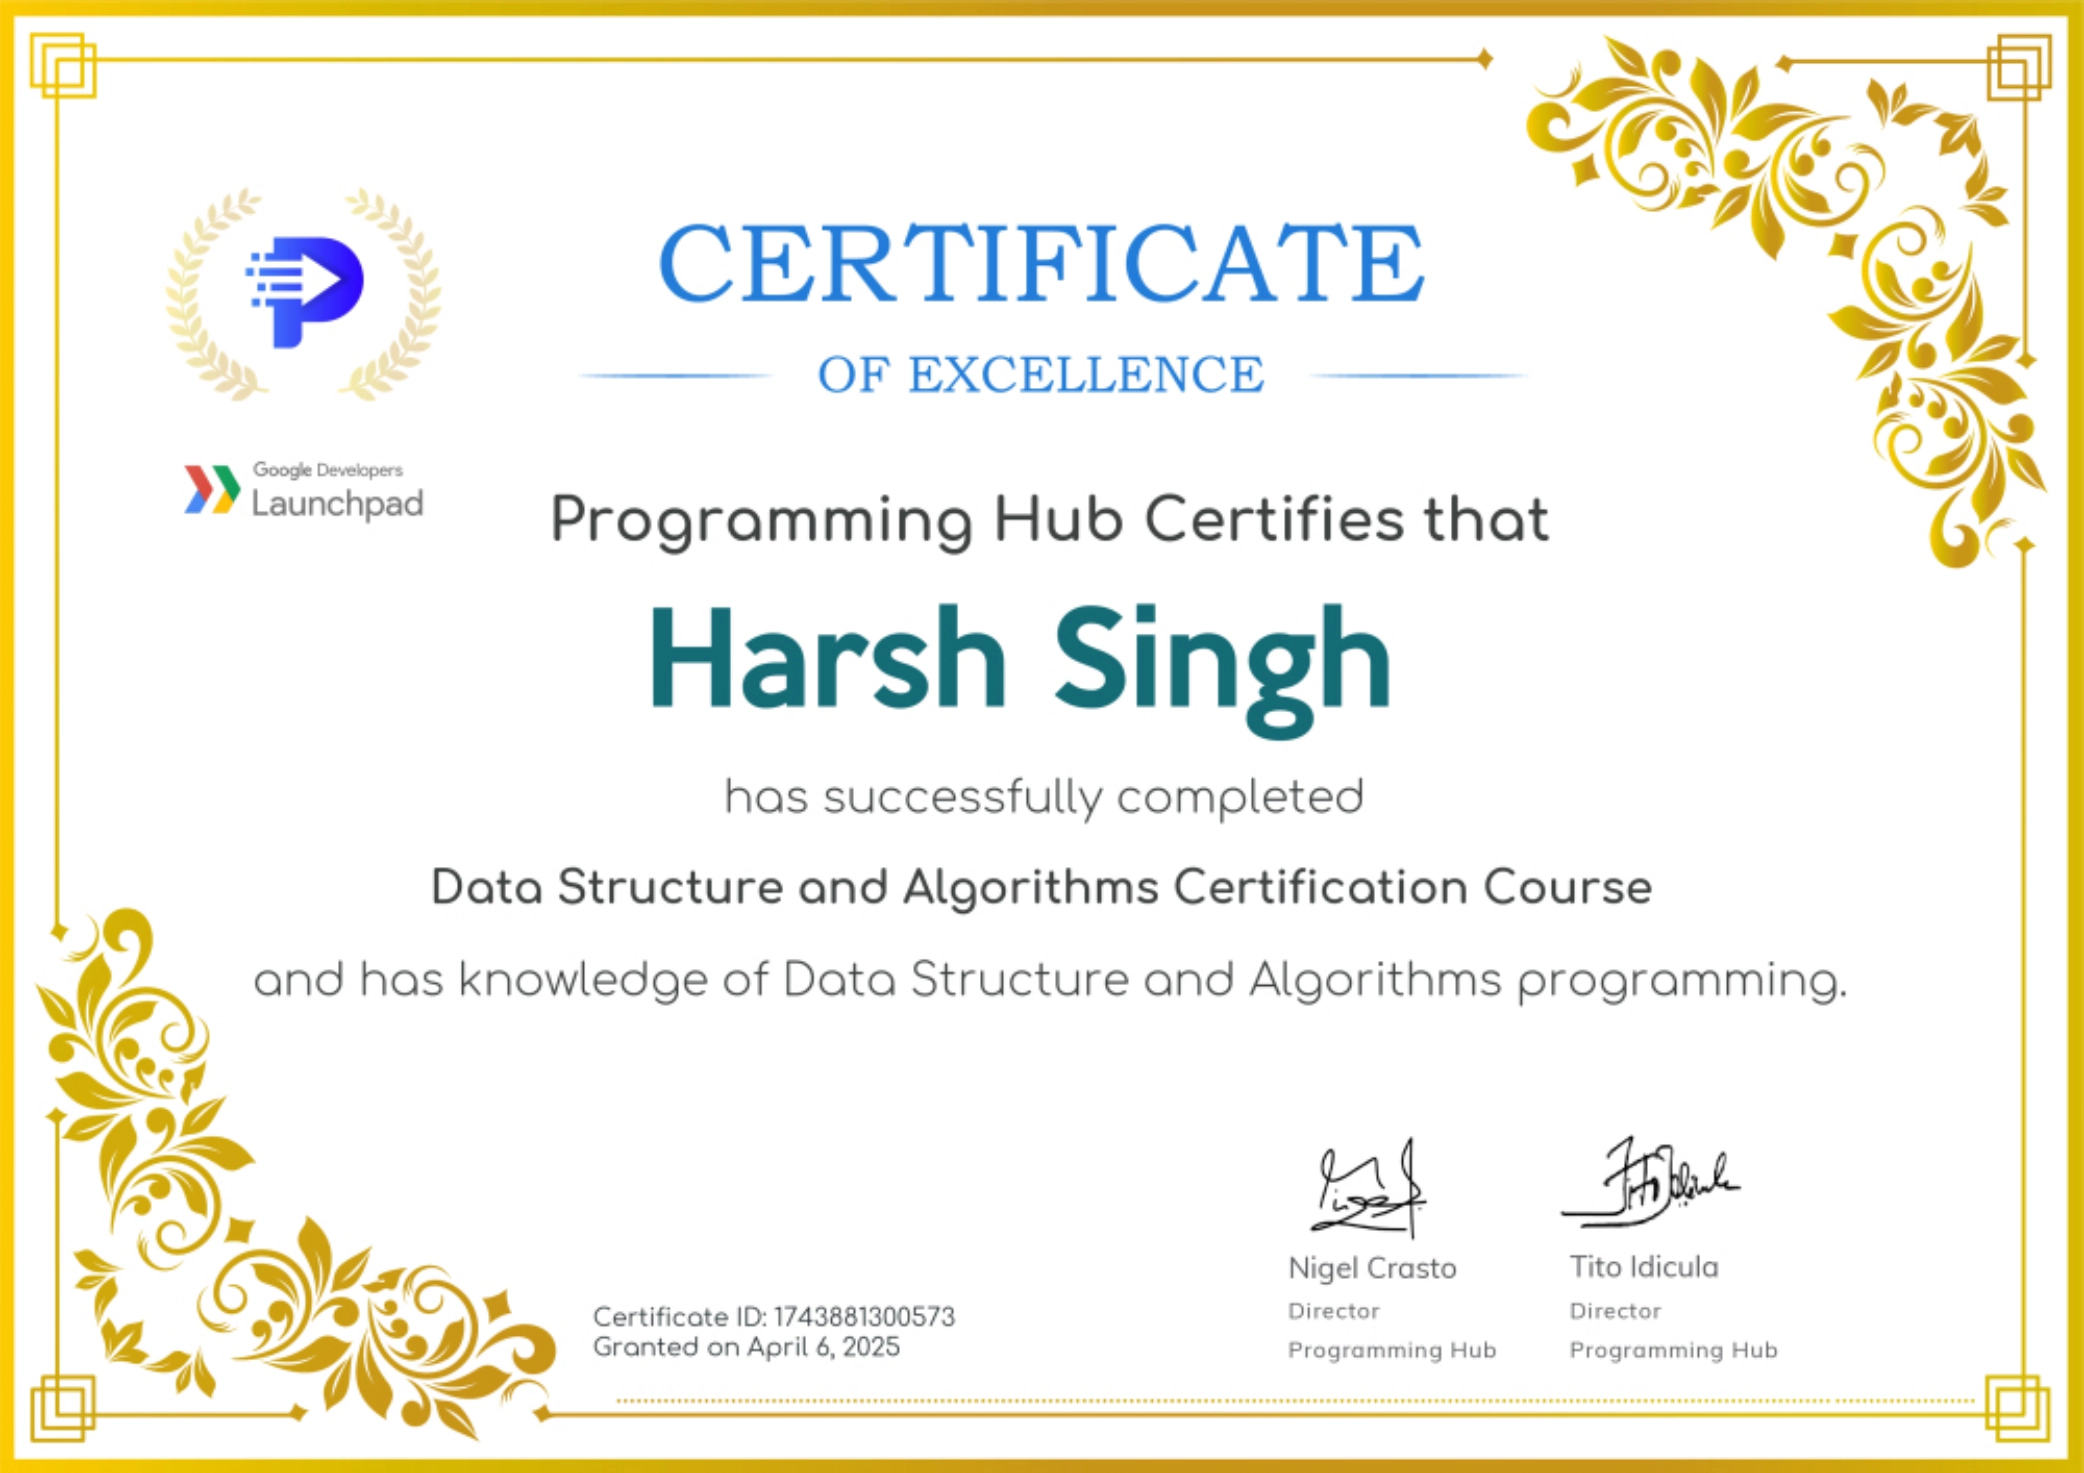 CERTIFICATE
OF EXCELLENCE
Google Developers
Launchpad
Programming Hub Certifies that
Harsh Singh
has successfully completed
Data Structure and Algorithms Certification Course
and has knowledge of Data Structure and Algorithms programming.
Certificate ID: 1743881300573
Granted on April 6, 2025
Nigel Crasto
Director
Programming Hub
Tito Idicula
Director
Programming Hub